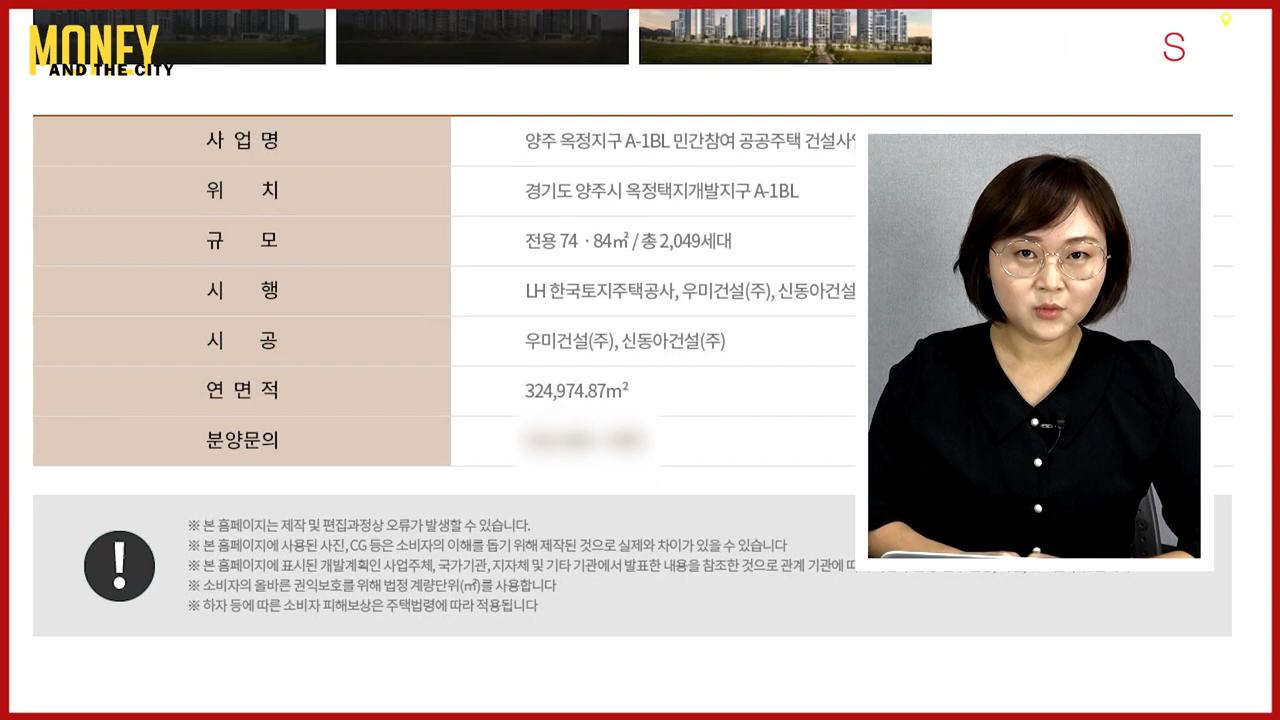 MONEY
AND THE CITY
S
사 업 명 양주 옥정지구 A-1BL 민간참여 공공주택 건설사
위 치 경기도 양주시 옥정택지개발지구 A-1BL
규 모 전용 74 · 84㎡ / 총 2,049세대
시 행 LH 한국토지주택공사, 우미건설(주), 신동아건설
시 공 우미건설(주), 신동아건설(주)
연 면 적 324,974.87m²
분양문의
※ 본 홈페이지는 제작 및 편집과정상 오류가 발생할 수 있습니다.
※ 본 홈페이지에 사용된 사진, CG 등은 소비자의 이해를 돕기 위해 제작된 것으로 실제와 차이가 있을 수 있습니다
※ 본 홈페이지에 표시된 개발계획인 사업주체, 국가기관, 지자체 및 기타 기관에서 발표한 내용을 참조한 것으로 관계 기관에
※ 소비자의 올바른 권익보호를 위해 법정 계량단위(㎡)를 사용합니다
※ 하자 등에 따른 소비자 피해보상은 주택법령에 따라 적용됩니다